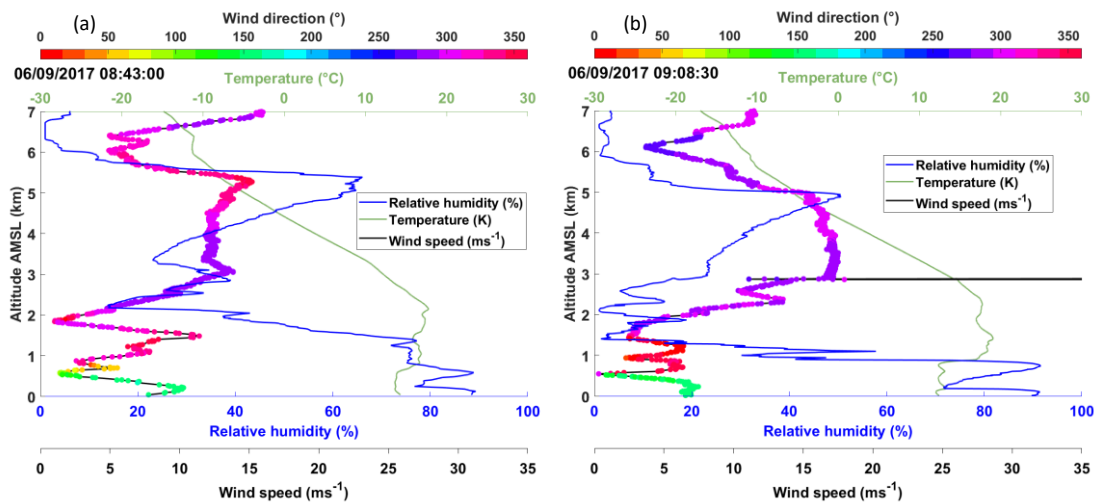 (a)
Wind direction (°)
0 50 100 150 200 250 300 350
06/09/2017 08:43:00
Temperature (°C)
-30 -20 -10 0 10 20 30
7
6
5
4
3
2
1
0
Altitude AMSL (km)
Relative humidity (%)
Temperature (K)
Wind speed (ms-1)
0 20 40 60 80 100
Relative humidity (%)
0 5 10 15 20 25 30 35
Wind speed (ms-1)
(b)
Wind direction (°)
0 50 100 150 200 250 300 350
06/09/2017 09:08:30
Temperature (°C)
-30 -20 -10 0 10 20 30
7
6
5
4
3
2
1
0
Altitude AMSL (km)
Relative humidity (%)
Temperature (K)
Wind speed (ms-1)
0 20 40 60 80 100
Relative humidity (%)
0 5 10 15 20 25 30 35
Wind speed (ms-1)